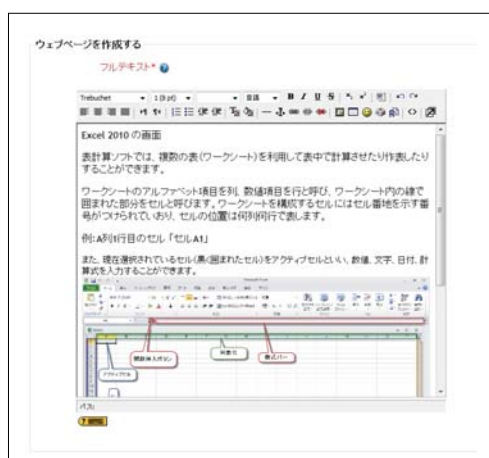 ウェブページを作成する
フルテキスト*
Trebuchet 1 (8 pt) 言語 B I U S
Excel 2010 の画面
表計算ソフトでは、複数の表(ワークシート)を利用して表中で計算させたり作表したり
することができます。
ワークシートのアルファベット項目を列、数値項目を行と呼び、ワークシート内の線で
囲まれた部分をセルと呼びます。ワークシートを構成するセルにはセル番地を示す番
号がつけられていおり、セルの位置は何列何行で表します。
例:A列1行目のセル 「セルA1」
また、現在選択されているセル(黒く囲まれたセル)をアクティブセルといい、数値、文字、日付、計
算式を入力することができます。
関数挿入ボタン
列番号
数式バー
アクティブセル
パス: